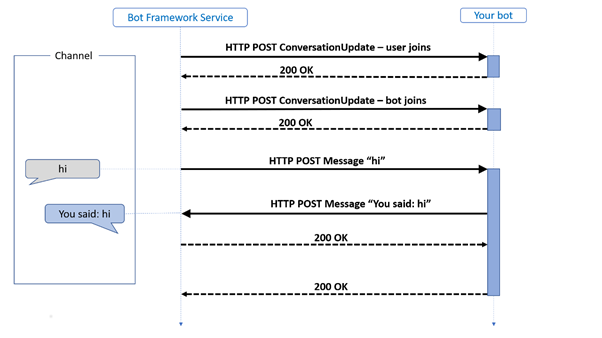 Bot Framework Service
Your bot
Channel
HTTP POST ConversationUpdate – user joins
200 OK
HTTP POST ConversationUpdate – bot joins
200 OK
hi
HTTP POST Message “hi”
You said: hi
HTTP POST Message “You said: hi”
200 OK
200 OK